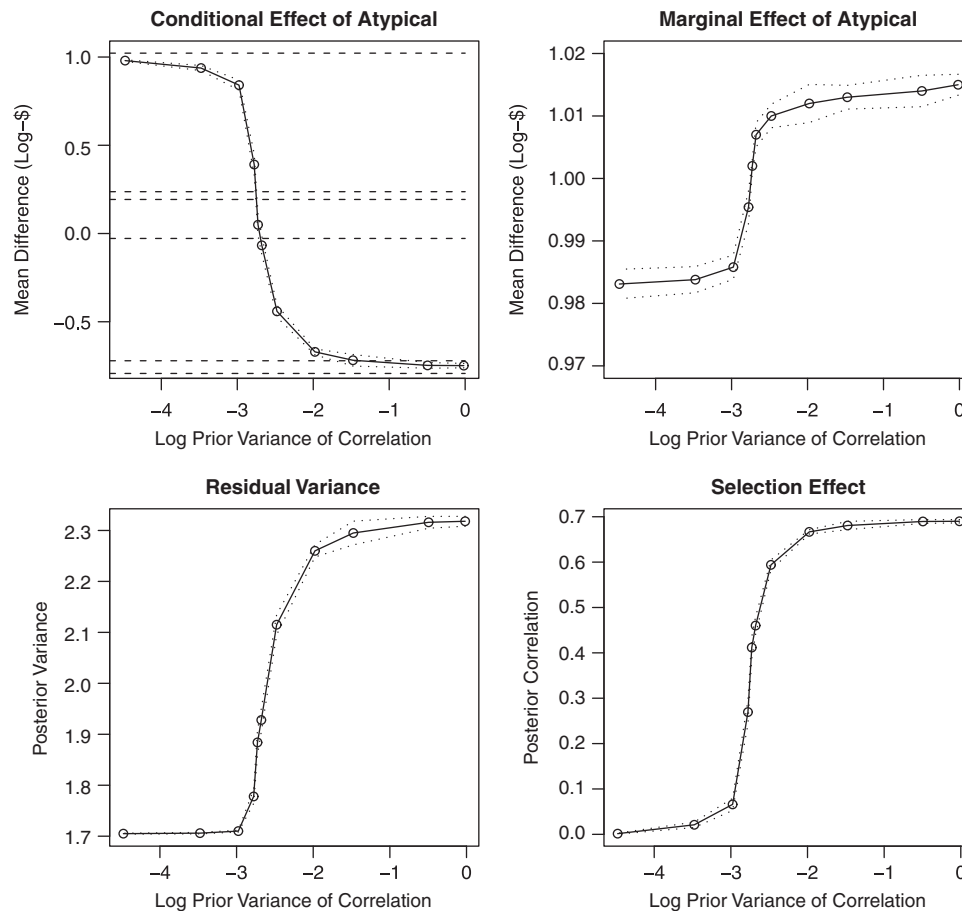 Conditional Effect of Atypical
Mean Difference (Log–$)
1.0
0.5
0.0
−0.5
−4 −3 −2 −1 0
Log Prior Variance of Correlation
Marginal Effect of Atypical
Mean Difference (Log–$)
1.02
1.01
1.00
0.99
0.98
0.97
−4 −3 −2 −1 0
Log Prior Variance of Correlation
Residual Variance
Posterior Variance
2.3
2.2
2.1
2.0
1.9
1.8
1.7
−4 −3 −2 −1 0
Log Prior Variance of Correlation
Selection Effect
Posterior Correlation
0.7
0.6
0.5
0.4
0.3
0.2
0.1
0.0
−4 −3 −2 −1 0
Log Prior Variance of Correlation